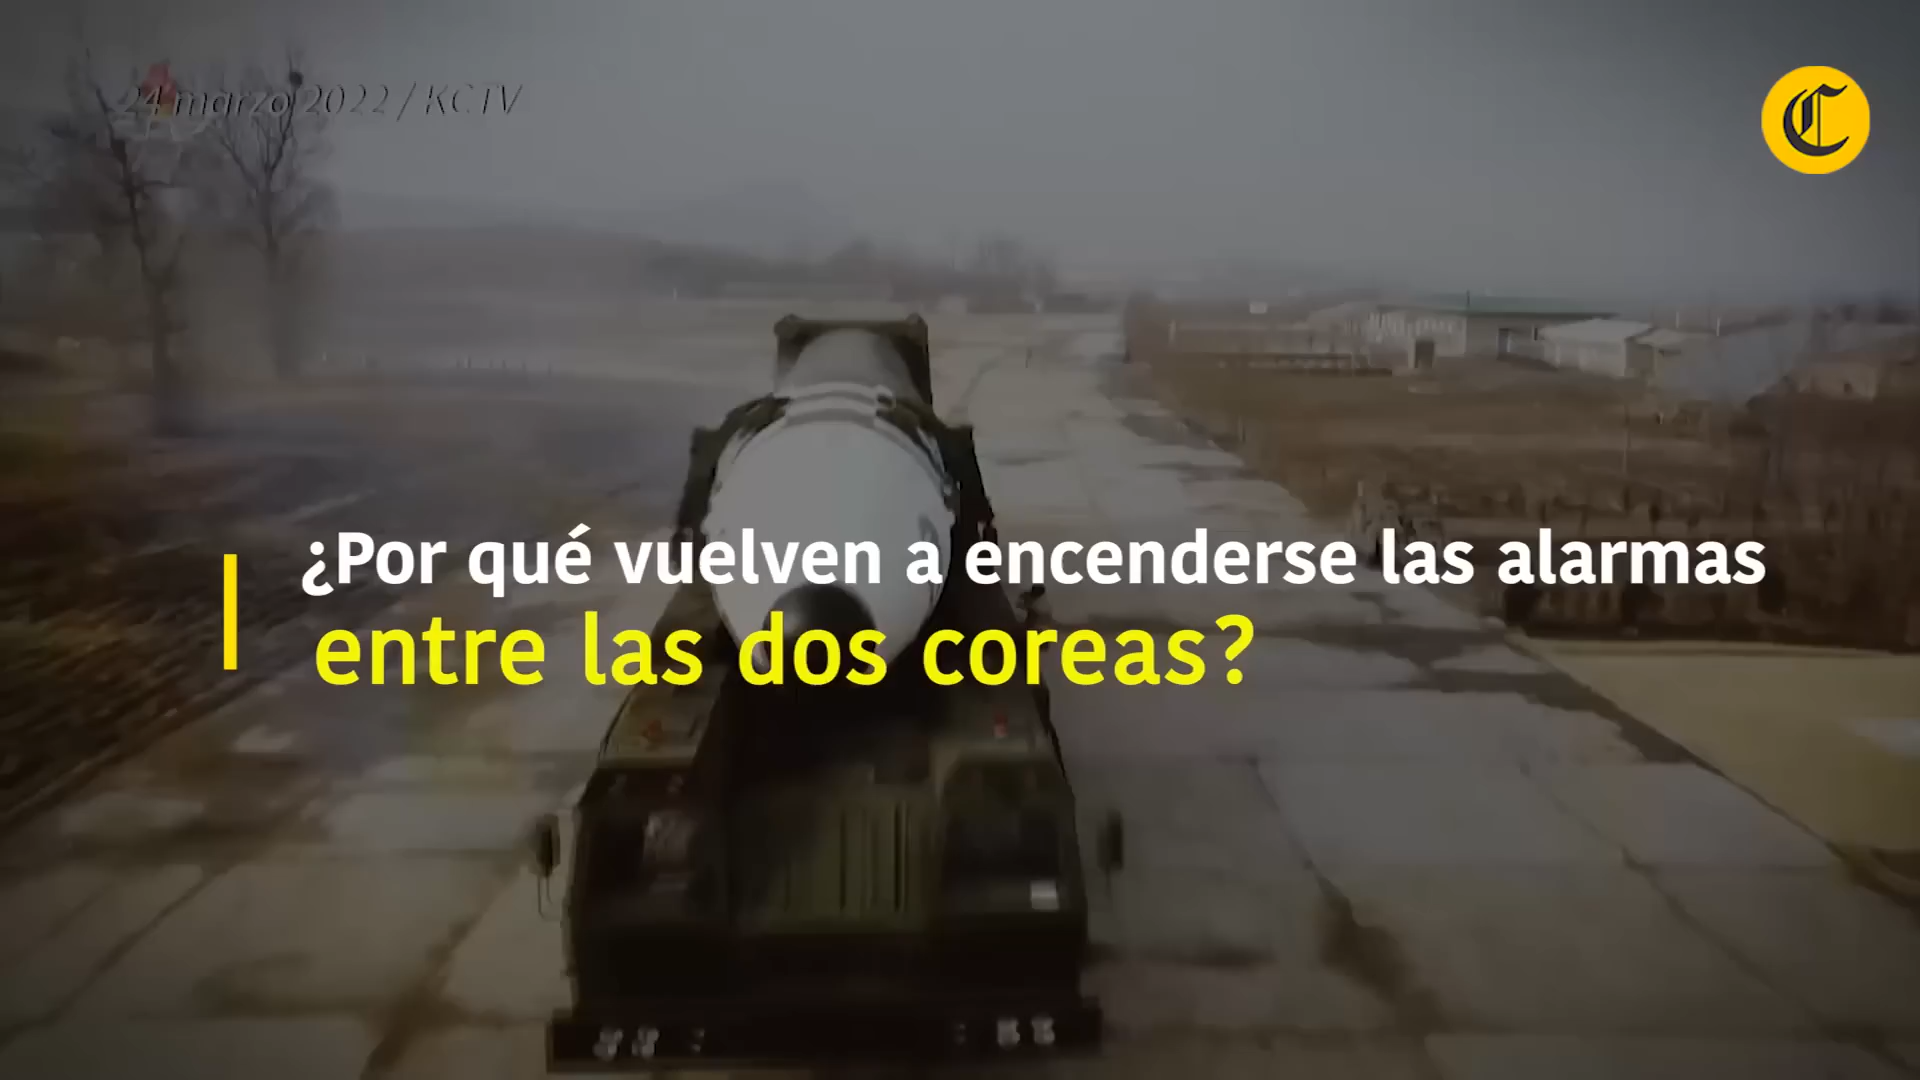 24 marzo 2022 / KCTV
C
¿Por qué vuelven a encenderse las alarmas
entre las dos coreas?